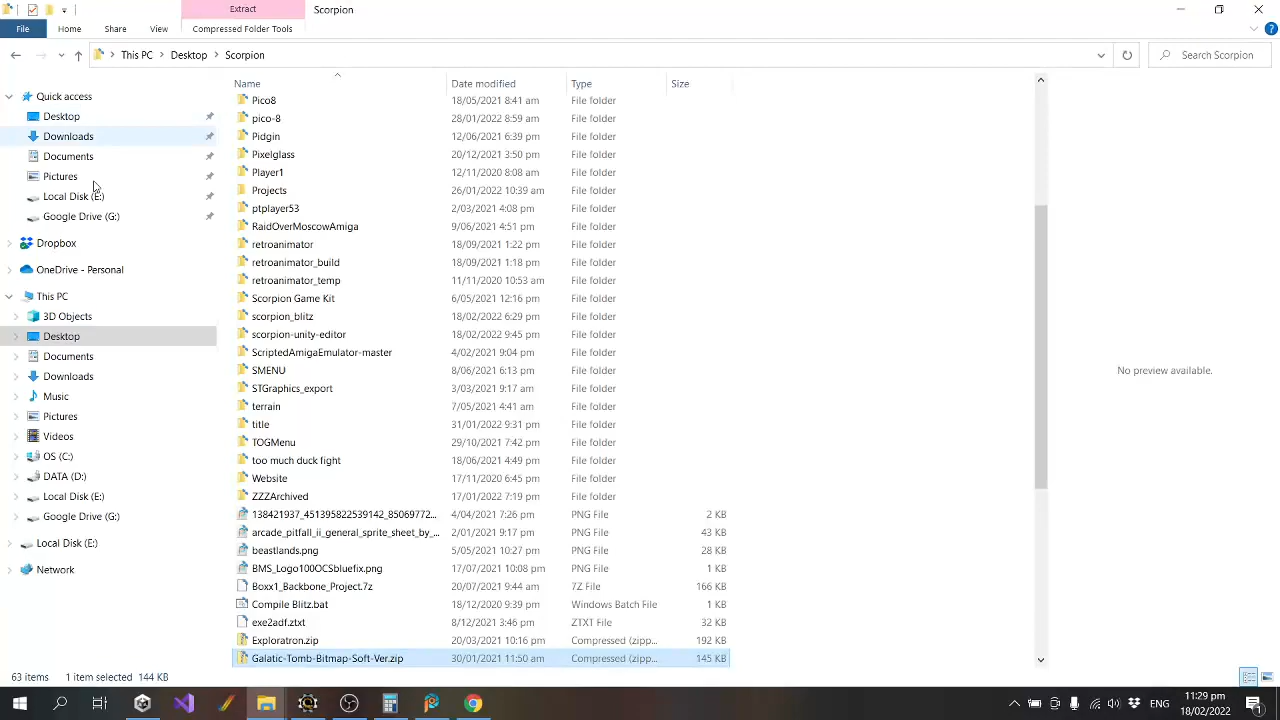 Extract
Scorpion
File
Home
Share
View
Compressed Folder Tools
This PC
Desktop
Scorpion
Search Scorpion
Name
Date modified
Type
Size
Quick access
Desktop
Downloads
Documents
Pictures
Local Disk (E:)
Google Drive (G:)
Dropbox
OneDrive - Personal
This PC
3D Objects
Desktop
Documents
Downloads
Music
Pictures
Videos
OS (C:)
DATA (D:)
Local Disk (E:)
Google Drive (G:)
Local Disk (E:)
Network
Pico8 18/05/2021 8:41 am File folder
pico-8 28/01/2022 8:59 am File folder
Pidgin 12/06/2021 6:39 pm File folder
Pixelglass 20/12/2021 3:50 pm File folder
Player1 12/11/2020 8:08 am File folder
Projects 26/01/2022 10:39 am File folder
ptplayer53 2/03/2021 4:08 pm File folder
RaidOverMoscowAmiga 9/06/2021 4:51 pm File folder
retroanimator 18/09/2021 1:22 pm File folder
retroanimator_build 18/09/2021 1:18 pm File folder
retroanimator_temp 11/11/2020 10:53 am File folder
Scorpion Game Kit 6/05/2021 12:16 pm File folder
scorpion_blitz 18/02/2022 6:29 pm File folder
scorpion-unity-editor 18/02/2022 9:45 pm File folder
ScriptedAmigaEmulator-master 4/02/2021 9:04 pm File folder
SMENU 8/06/2021 6:13 pm File folder
STGraphics_export 3/03/2021 9:17 am File folder
terrain 7/05/2021 4:41 am File folder
title 31/01/2022 9:31 pm File folder
TOGMenu 29/10/2021 7:42 pm File folder
too much duck fight 18/06/2021 4:49 pm File folder
Website 17/11/2020 6:45 pm File folder
ZZZArchived 17/01/2022 7:19 pm File folder
138421937_451395822539142_85069772... 4/04/2021 7:26 pm PNG File 2 KB
arcade_pitfall_ii_general_sprite_sheet_by_... 2/01/2021 9:17 pm PNG File 43 KB
beastlands.png 5/05/2021 10:27 pm PNG File 28 KB
BMS_Logo100OCSbluefix.png 17/07/2021 10:08 pm PNG File 1 KB
Boxx1_Backbone_Project.7z 20/07/2021 9:44 am 7Z File 166 KB
Compile Blitz.bat 18/12/2020 9:39 pm Windows Batch File 1 KB
exe2adf.ztxt 8/12/2021 3:46 pm ZTXT File 32 KB
Exploratron.zip 20/03/2021 10:16 pm Compressed (zipp... 192 KB
Galatic-Tomb-Bitmap-Soft-Ver.zip 30/01/2021 11:50 am Compressed (zipp... 145 KB
No preview available.
63 items 1 item selected 144 KB
ENG
11:29 pm
18/02/2022